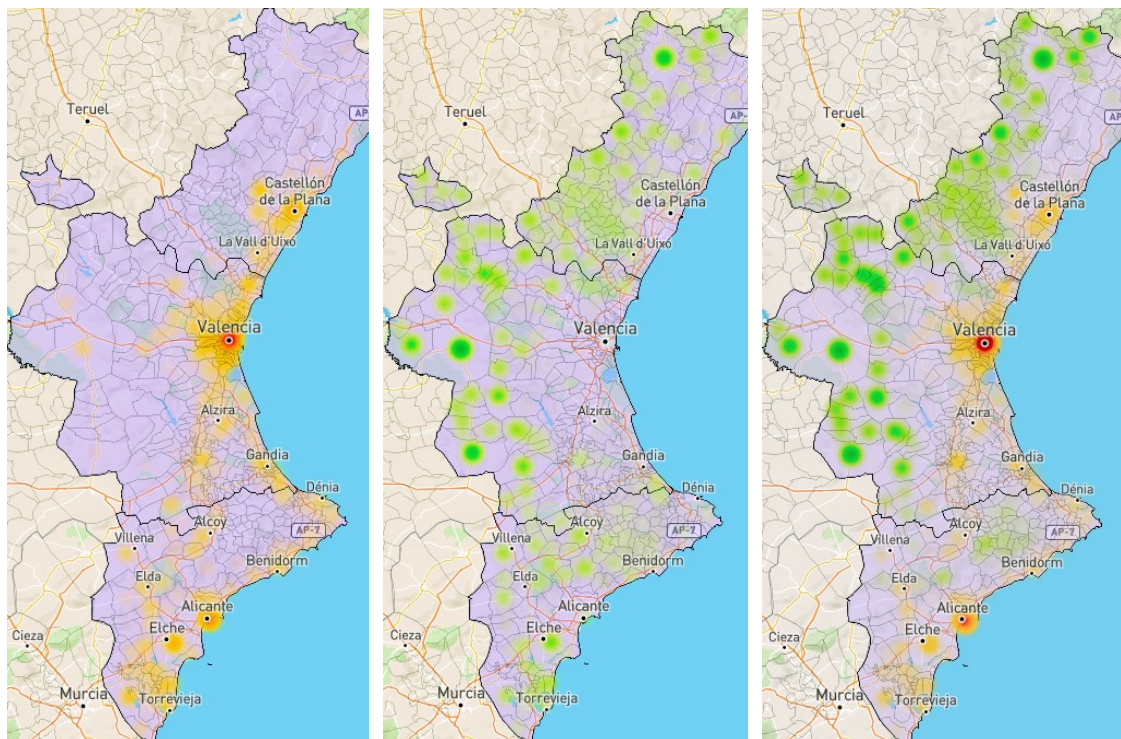 Teruel
AP-
Castellón
de la Plana
La Vall d'Uixó
Valencia
Alzira
Gandia
Dénia
Alcoy
AP-7
Villena
Benidorm
Elda
Alicante
Elche
Cieza
Murcia
Torrevieja
Teruel
AP-
Castellón
de la Plana
La Vall d'Uixó
Valencia
Alzira
Gandia
Dénia
Alcoy
AP-7
Villena
Benidorm
Elda
Alicante
Elche
Cieza
Murcia
Torrevieja
Teruel
AP
Castellón
de la Plana
La Vall d'Uixó
Valencia
Alzira
Gandia
Dénia
Alcoy
AP-7
Villena
Benidorm
Elda
Alicante
Elche
Cieza
Murcia
Torrevieja